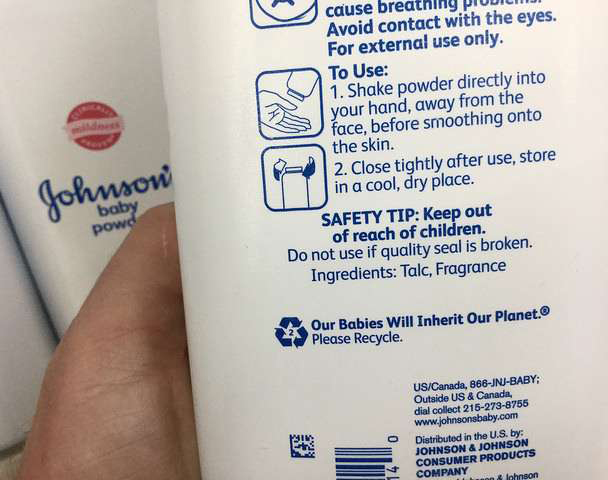 cause breathing problems.
Avoid contact with the eyes.
For external use only.
To Use:
1. Shake powder directly into
your hand, away from the
face, before smoothing onto
the skin.
2. Close tightly after use, store
in a cool, dry place.
SAFETY TIP: Keep out
of reach of children.
Do not use if quality seal is broken.
Ingredients: Talc, Fragrance
2
Our Babies Will Inherit Our Planet.®
Please Recycle.
US/Canada, 866-JNJ-BABY;
Outside US & Canada,
dial collect 215-273-8755
www.johnsonsbaby.com
Distributed in the U.S. by:
JOHNSON & JOHNSON
CONSUMER PRODUCTS
COMPANY
& Johnson
14 0
CLINICALLY
mildness
PROVEN
Johnson's
baby
powd